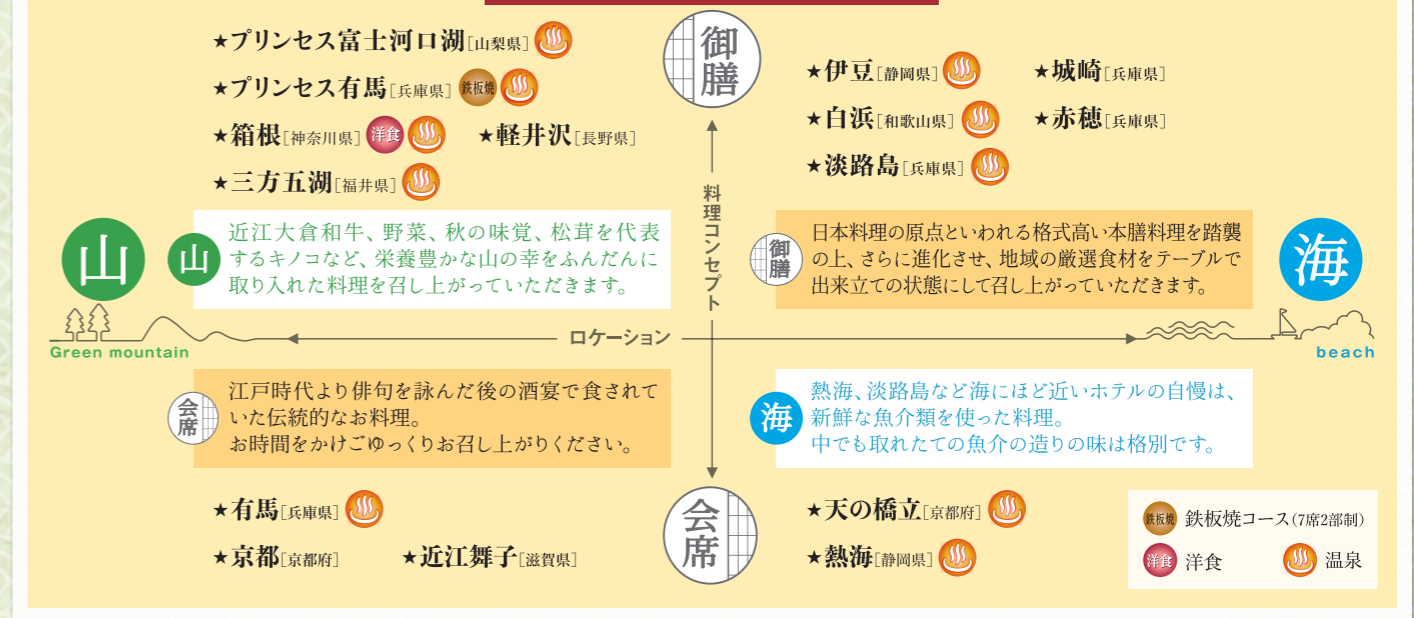 ★プリンセス富士河口湖[山梨県]
★プリンセス有馬[兵庫県] 鉄板焼
★箱根[神奈川県] 洋食 ★軽井沢[長野県]
★三方五湖[福井県]
御膳
★伊豆[静岡県] ★城崎[兵庫県]
★白浜[和歌山県] ★赤穂[兵庫県]
★淡路島[兵庫県]
料理コンセプト
山
山
近江大倉和牛、野菜、秋の味覚、松茸を代表
するキノコなど、栄養豊かな山の幸をふんだんに
取り入れた料理を召し上がっていただきます。
御膳
日本料理の原点といわれる格式高い本膳料理を踏襲
の上、さらに進化させ、地域の厳選食材をテーブルで
出来立ての状態にして召し上がっていただきます。
海
Green mountain
ロケーション
beach
会席
江戸時代より俳句を詠んだ後の酒宴で食されて
いた伝統的なお料理。
お時間をかけごゆっくりお召し上がりください。
海
熱海、淡路島など海にほど近いホテルの自慢は、
新鮮な魚介類を使った料理。
中でも取れたての魚介の造りの味は格別です。
★有馬[兵庫県]
★京都[京都府] ★近江舞子[滋賀県]
会席
★天の橋立[京都府]
★熱海[静岡県]
鉄板焼 鉄板焼コース(7席2部制)
洋食 洋食 温泉